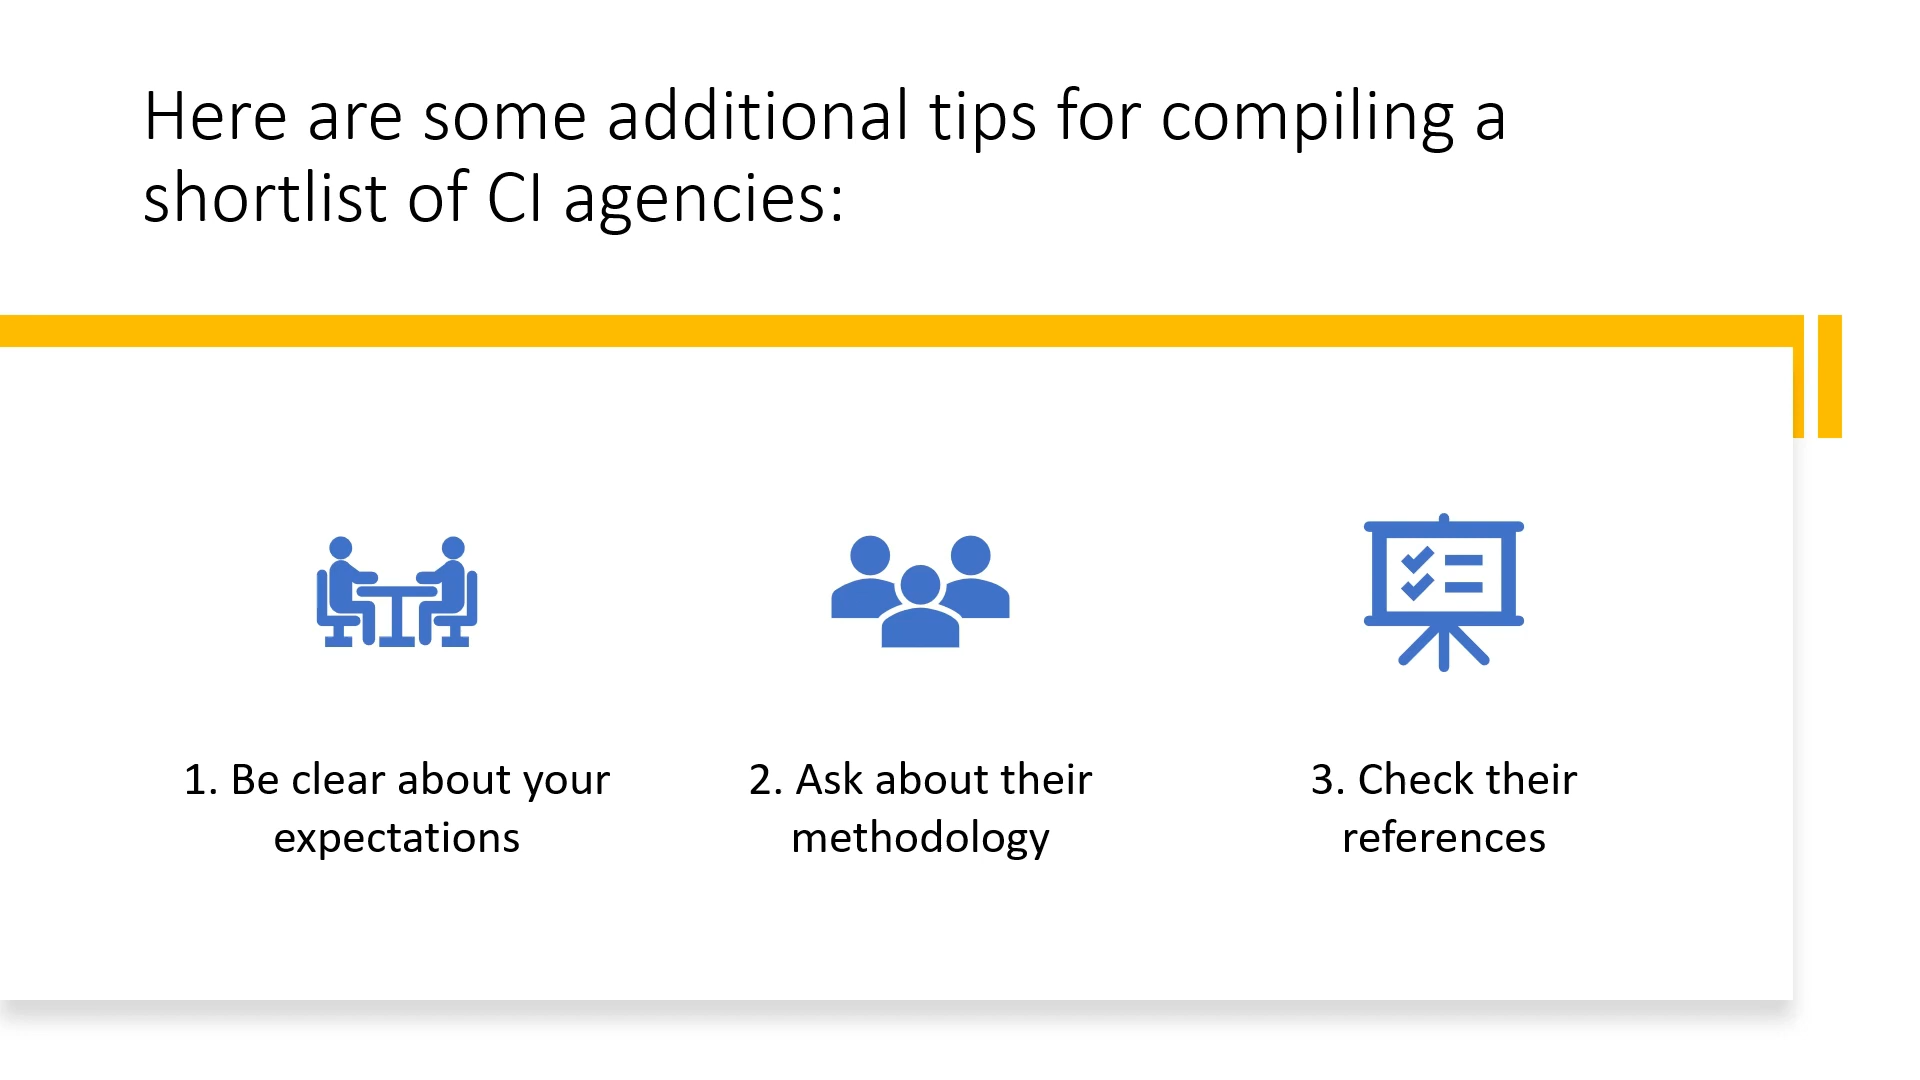 Here are some additional tips for compiling a
shortlist of CI agencies:
1. Be clear about your
expectations
2. Ask about their
methodology
3. Check their
references